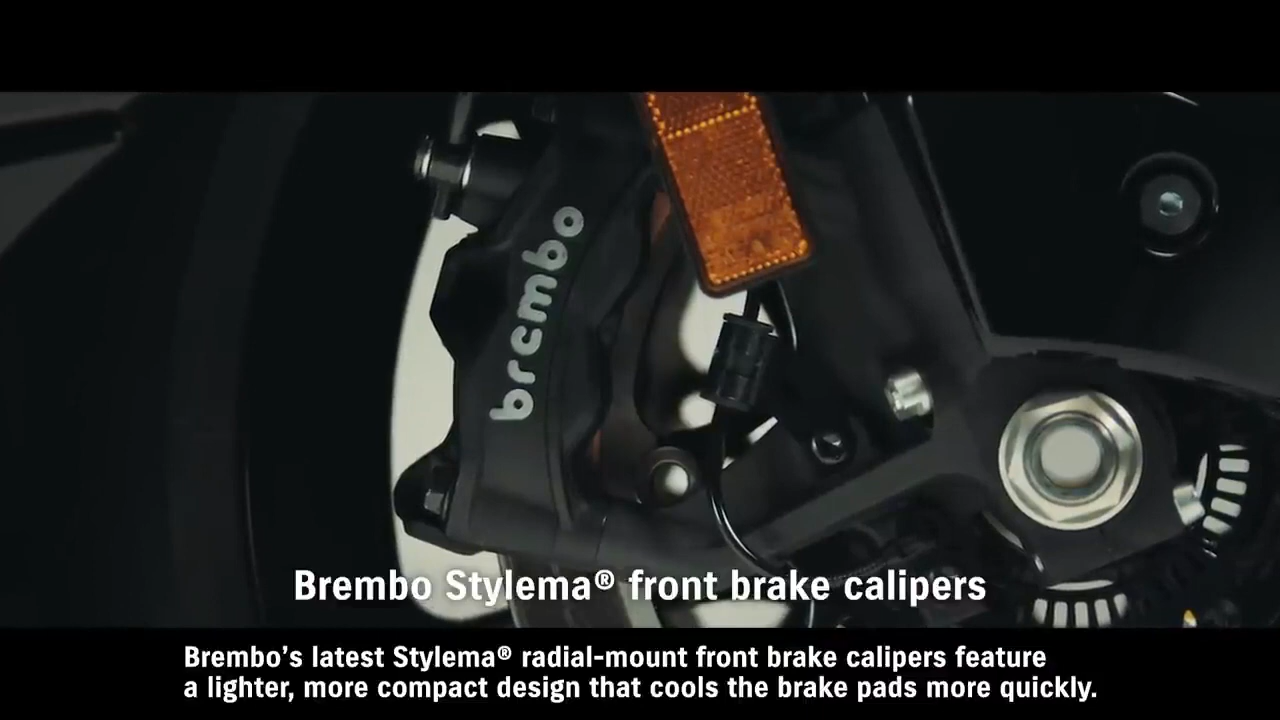 brembo
Brembo Stylema® front brake calipers
Brembo’s latest Stylema® radial-mount front brake calipers feature
a lighter, more compact design that cools the brake pads more quickly.